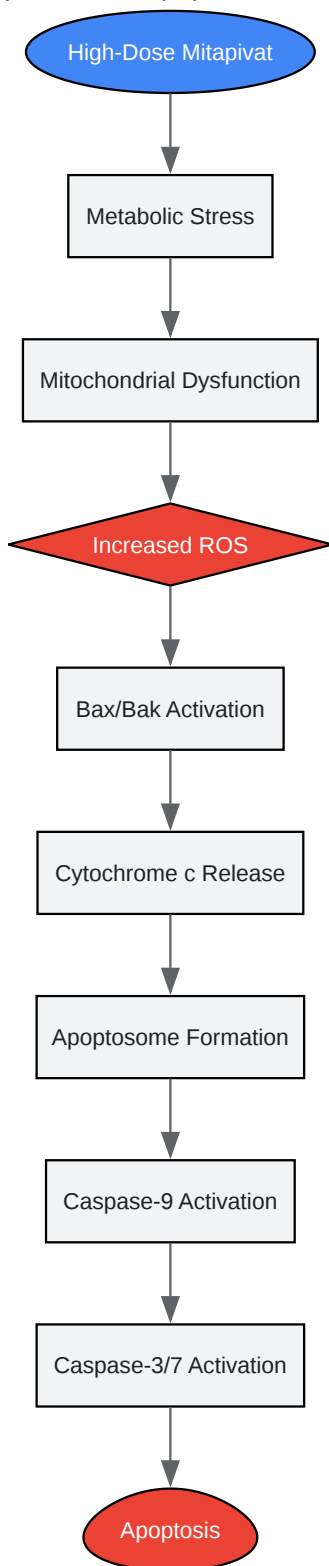 High-Dose Mitapivat
Metabolic Stress
Mitochondrial Dysfunction
Increased ROS
Bax/Bak Activation
Cytochrome c Release
Apoptosome Formation
Caspase-9 Activation
Caspase-3/7 Activation
Apoptosis